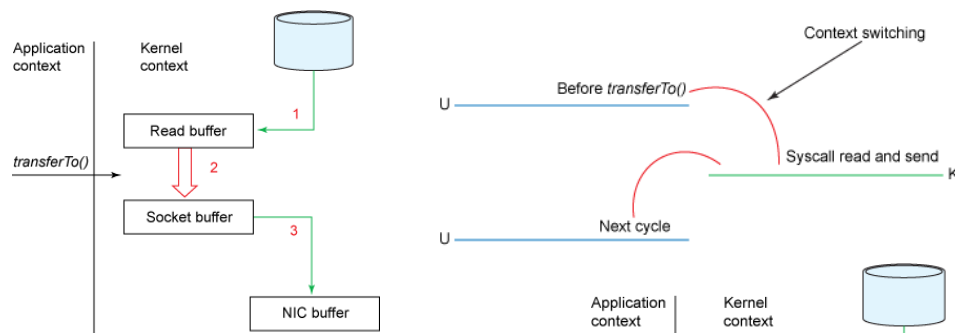 Application
context
Kernel
context
1
Read buffer
transferTo()
2
Socket buffer
3
NIC buffer
Context switching
U
Before transferTo()
Syscall read and send
K
Next cycle
U
Application
context
Kernel
context